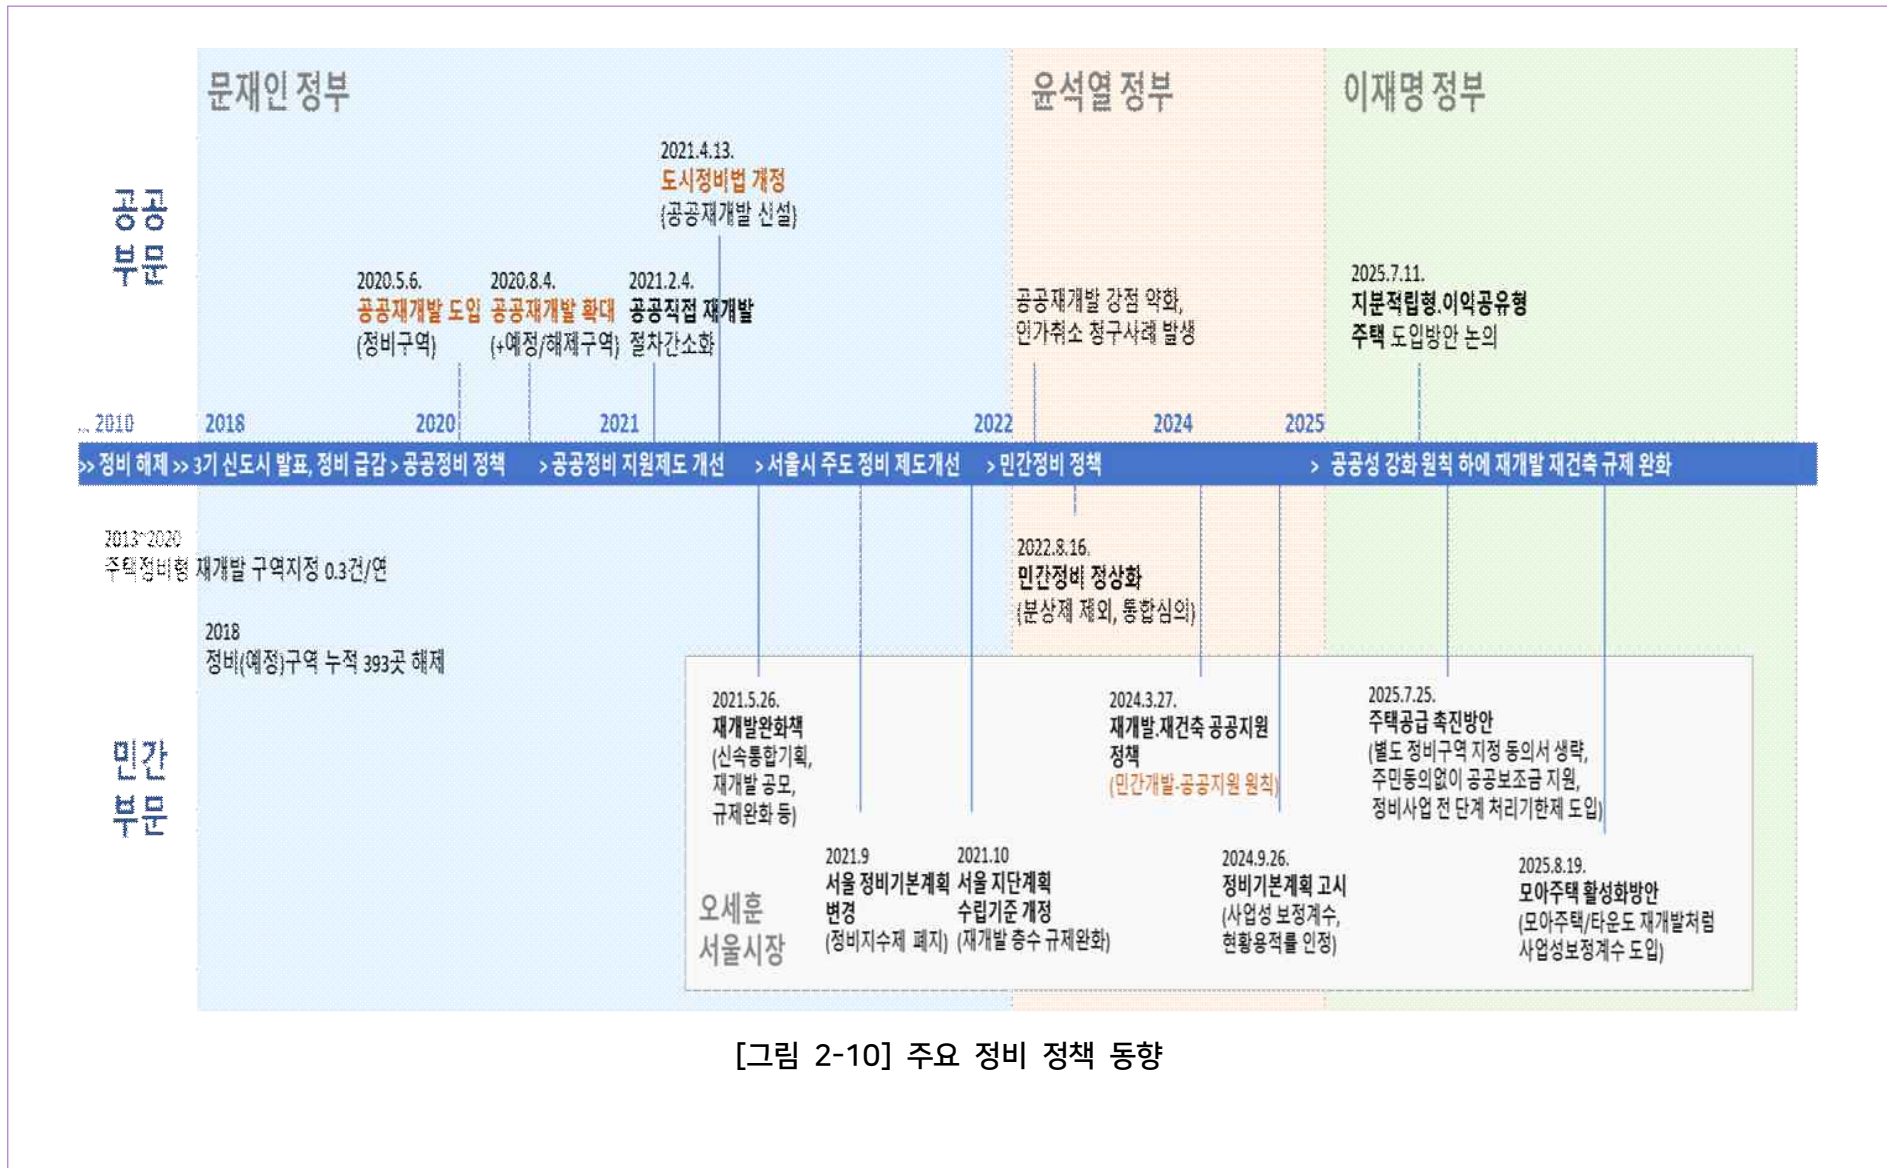 문재인 정부
윤석열 정부
이재명 정부
공공
부문
2021.4.13.
도시정비법 개정
(공공재개발 신설)
2020.5.6.
공공재개발 도입
(정비구역)
2020.8.4.
공공재개발 확대
(+예정/해제구역)
2021.2.4.
공공직접 재개발
절차간소화
공공재개발 강점 약화,
인가취소 청구사례 발생
2025.7.11.
지분적립형.이익공유형
주택 도입방안 논의
... 2010
2018
2020
2021
2022
2024
2025
>> 정비 해제 >> 3기 신도시 발표, 정비 급감 > 공공정비 정책 > 공공정비 지원제도 개선 > 서울시 주도 정비 제도개선 > 민간정비 정책 > 공공성 강화 원칙 하에 재개발 재건축 규제 완화
2013~2020
주택정비형 재개발 구역지정 0.3건/연
2018
정비(예정)구역 누적 393곳 해제
2022.8.16.
민간정비 정상화
(분상제 제외, 통합심의)
민간
부문
2021.5.26.
재개발완화책
(신속통합기획,
재개발 공모,
규제완화 등)
2024.3.27.
재개발.재건축 공공지원
정책
(민간개발-공공지원 원칙)
2025.7.25.
주택공급 촉진방안
(별도 정비구역 지정 동의서 생략,
주민동의없이 공공보조금 지원,
정비사업 전 단계 처리기한제 도입)
오세훈
서울시장
2021.9
서울 정비기본계획
변경
(정비지수제 폐지)
2021.10
서울 지단계획
수립기준 개정
(재개발 층수 규제완화)
2024.9.26.
정비기본계획 고시
(사업성 보정계수,
현황용적률 인정)
2025.8.19.
모아주택 활성화방안
(모아주택/타운도 재개발처럼
사업성보정계수 도입)
[그림 2-10] 주요 정비 정책 동향